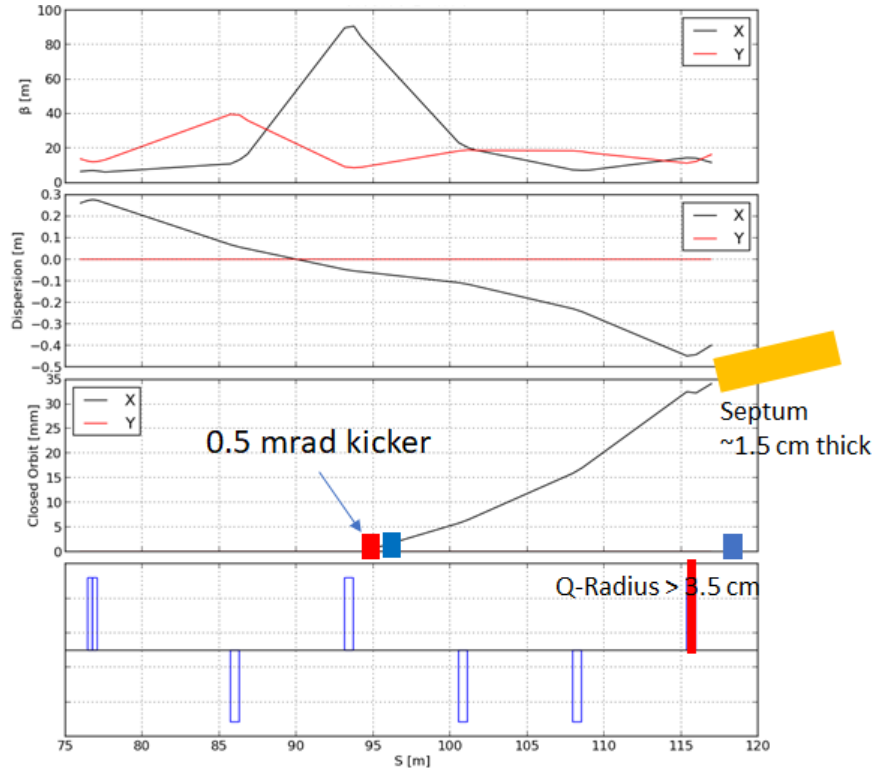 100
80
60
40
20
0
β [m]
X
Y
0.3
0.2
0.1
0.0
−0.1
−0.2
−0.3
−0.4
−0.5
Dispersion [m]
X
Y
35
30
25
20
15
10
5
0
Closed Orbit [mm]
X
Y
0.5 mrad kicker
Septum
~1.5 cm thick
Q-Radius > 3.5 cm
75 80 85 90 95 100 105 110 115 120
S [m]